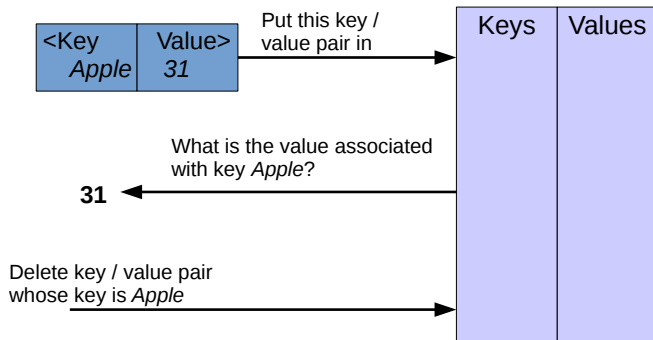 <Key Value>
Apple 31
Put this key /
value pair in
Keys Values
What is the value associated
with key Apple?
31
Delete key / value pair
whose key is Apple